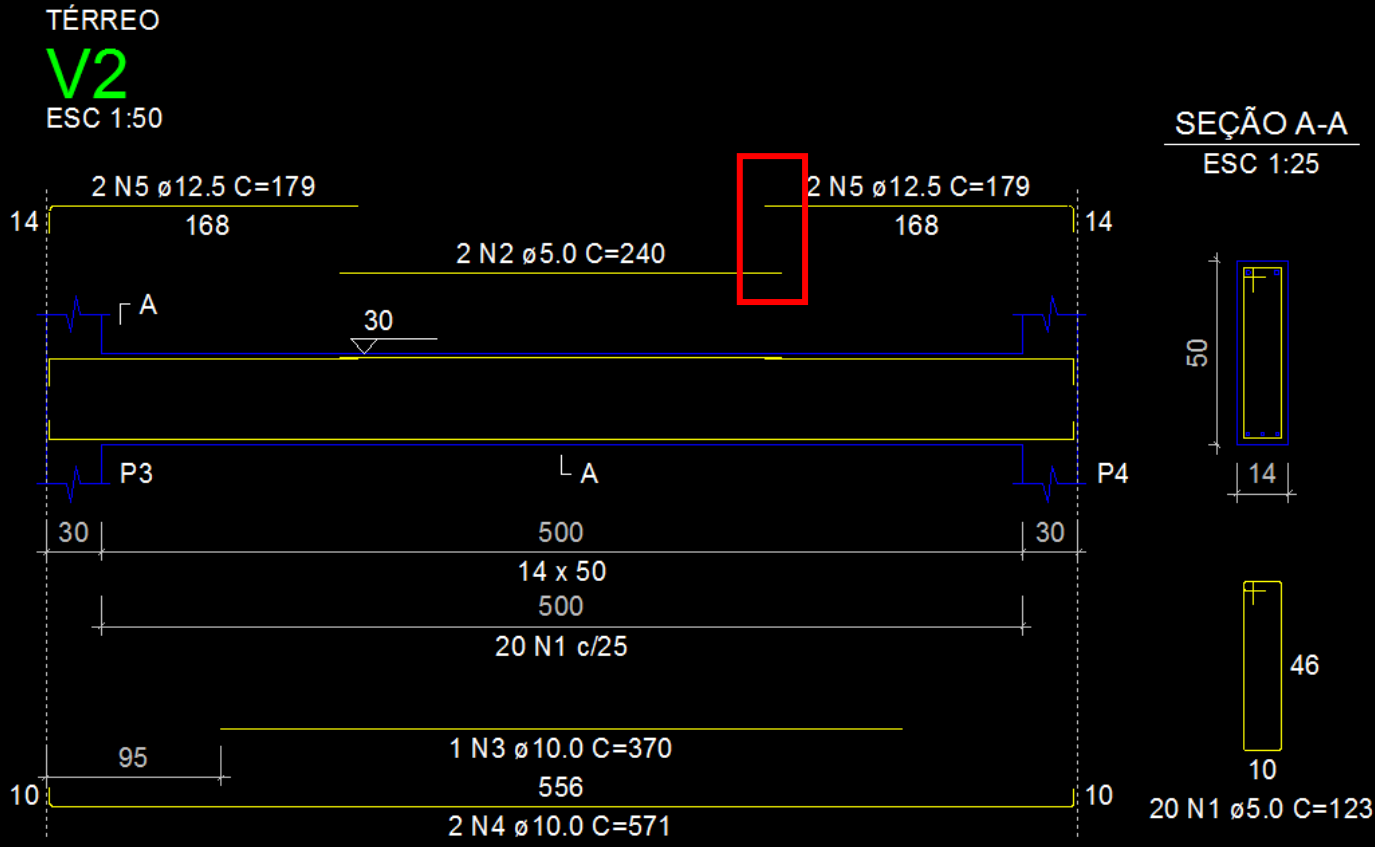 TÉRREO
V2
ESC 1:50
SEÇÃO A-A
ESC 1:25
2 N5 ø12.5 C=179
2 N5 ø12.5 C=179
14
168
168
14
2 N2 ø5.0 C=240
A
30
50
P3
A
P4
14
30
500
30
14 x 50
500
20 N1 c/25
46
95
1 N3 ø10.0 C=370
10
556
10
10
2 N4 ø10.0 C=571
20 N1 ø5.0 C=123